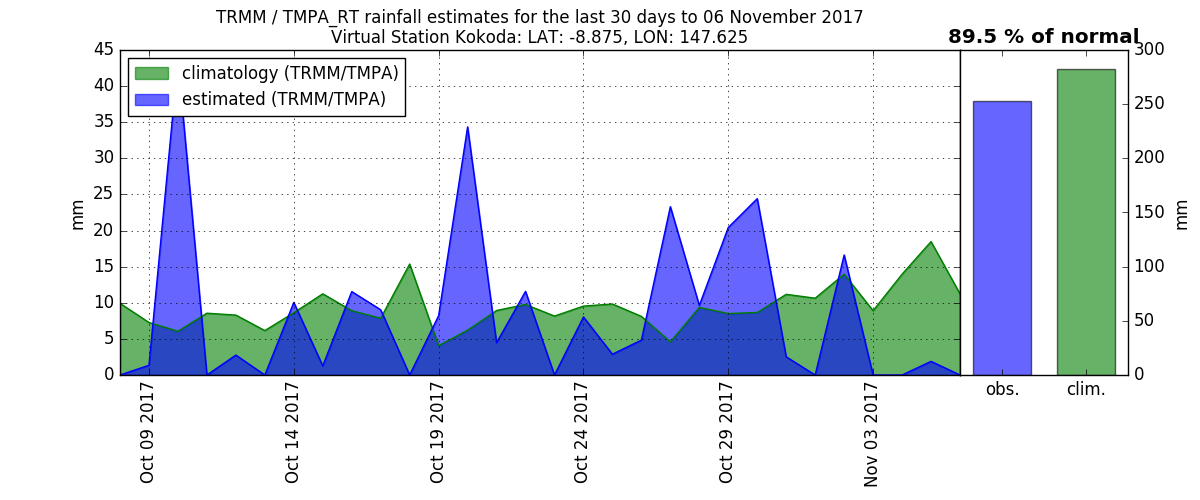 TRMM / TMPA_RT rainfall estimates for the last 30 days to 06 November 2017
Virtual Station Kokoda: LAT: -8.875, LON: 147.625
89.5 % of normal
climatology (TRMM/TMPA)
estimated (TRMM/TMPA)
mm
45
40
35
30
25
20
15
10
5
0
Oct 09 2017
Oct 14 2017
Oct 19 2017
Oct 24 2017
Oct 29 2017
Nov 03 2017
300
250
200
150
100
50
0
mm
obs.
clim.